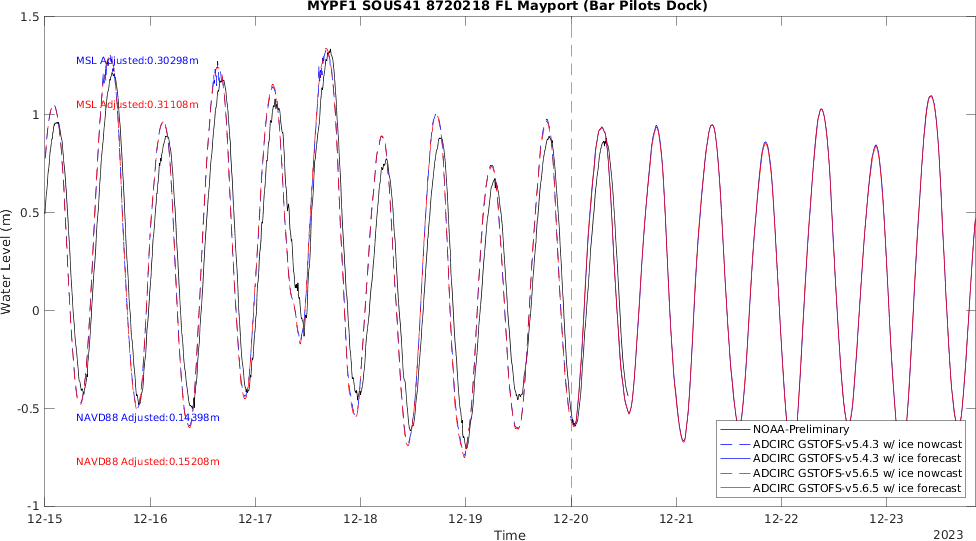 MYPF1 SOUS41 8720218 FL Mayport (Bar Pilots Dock)
1.5
1
0.5
0
-0.5
-1
Water Level (m)
MSL Adjusted:0.30298m
MSL Adjusted:0.31108m
NAVD88 Adjusted:0.14398m
NAVD88 Adjusted:0.15208m
NOAA-Preliminary
ADCIRC GSTOFS-v5.4.3 w/ ice nowcast
ADCIRC GSTOFS-v5.4.3 w/ ice forecast
ADCIRC GSTOFS-v5.6.5 w/ ice nowcast
ADCIRC GSTOFS-v5.6.5 w/ ice forecast
12-15 12-16 12-17 12-18 12-19 12-20 12-21 12-22 12-23
Time
2023